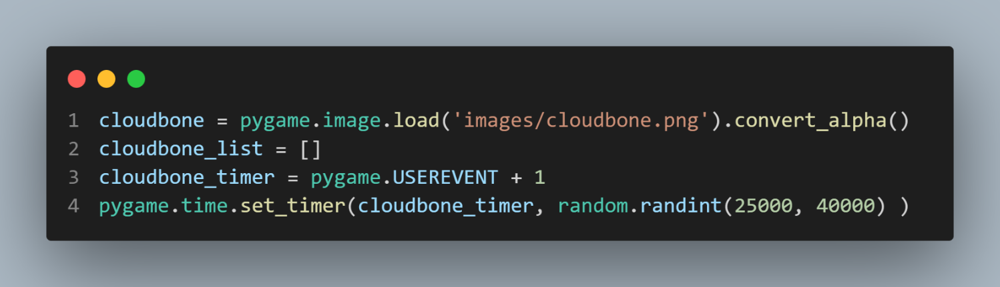 1 cloudbone = pygame.image.load('images/cloudbone.png').convert_alpha()
2 cloudbone_list = []
3 cloudbone_timer = pygame.USEREVENT + 1
4 pygame.time.set_timer(cloudbone_timer, random.randint(25000, 40000) )